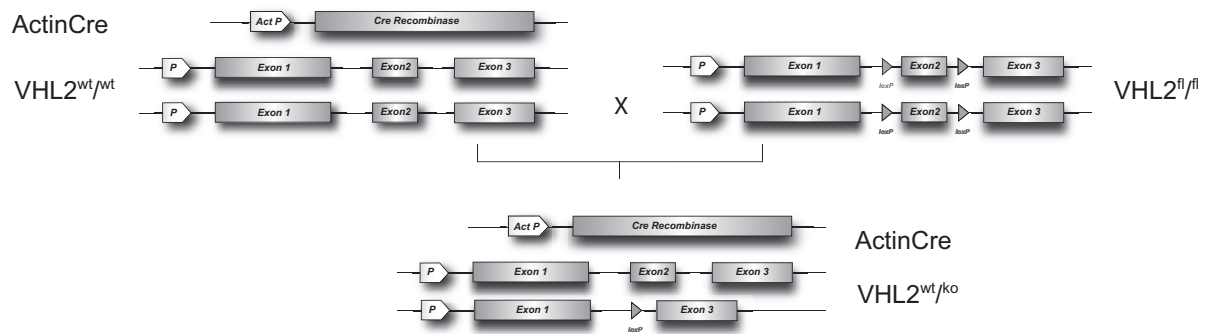 ActinCre
Act P Cre Recombinase
P Exon 1 Exon2 Exon 3
VHL2wt/wt
P Exon 1 Exon2 Exon 3
X
P Exon 1 Exon2 Exon 3
loxP loxP
VHL2fl/fl
P Exon 1 Exon2 Exon 3
loxP loxP
Act P Cre Recombinase
ActinCre
P Exon 1 Exon2 Exon 3
VHL2wt/ko
P Exon 1 Exon 3
loxP